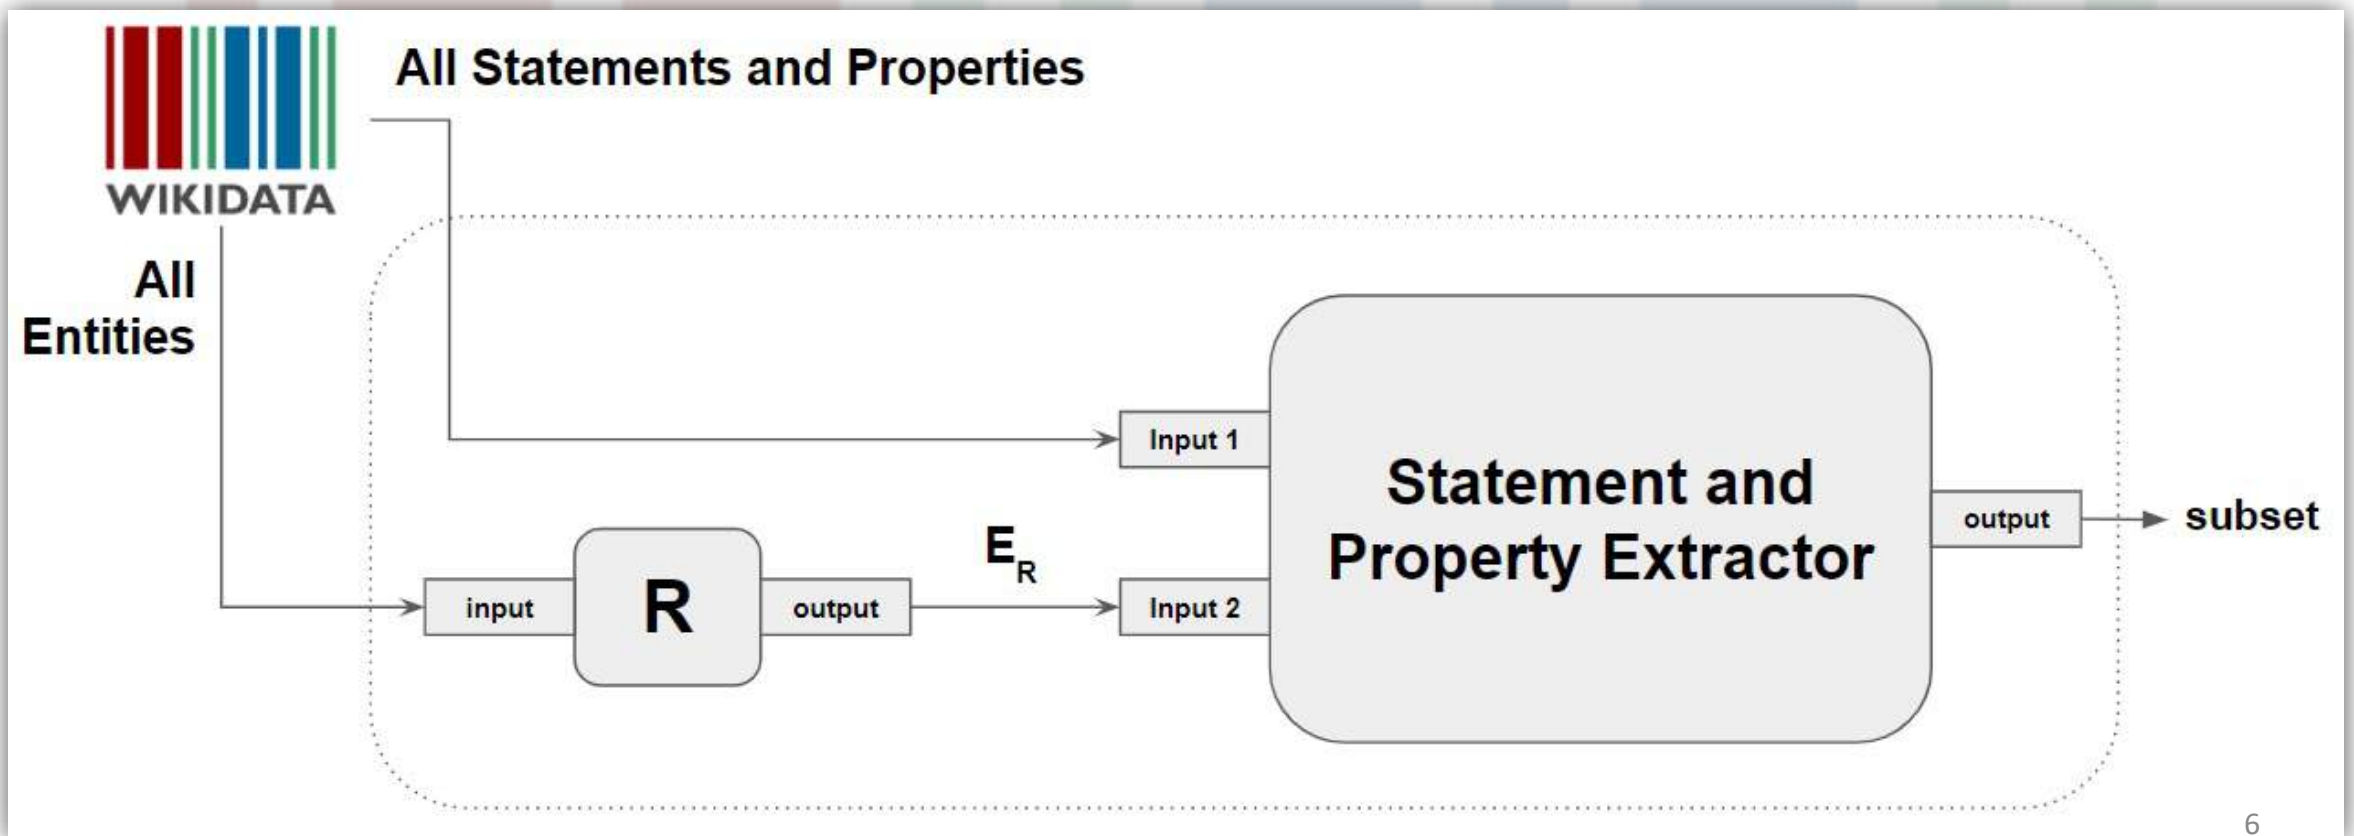 All Statements and Properties
WIKIDATA
All
Entities
Input 1
Statement and
Property Extractor
output
subset
E_R
input
R
output
Input 2
6